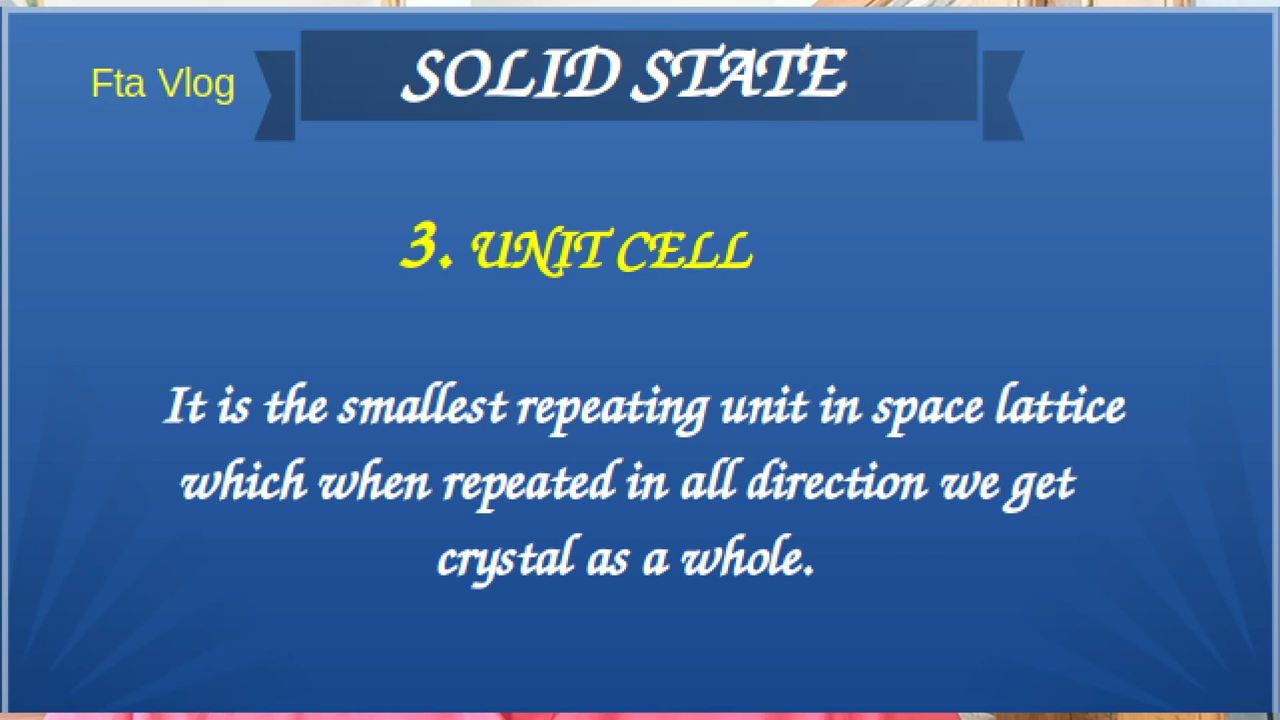 Fta Vlog
SOLID STATE
3. UNIT CELL
It is the smallest repeating unit in space lattice
which when repeated in all direction we get
crystal as a whole.